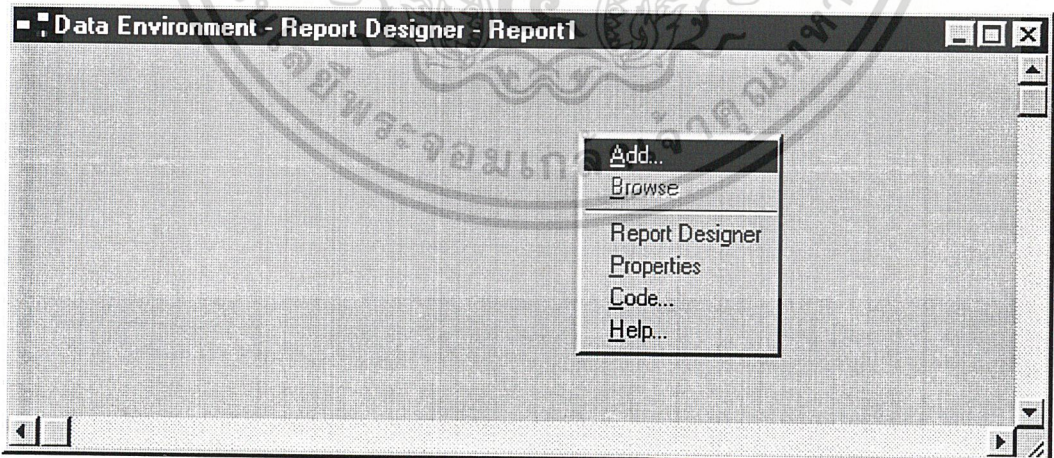 Data Environment - Report Designer - Report1
Add...
Browse
Report Designer
Properties
Code...
Help...